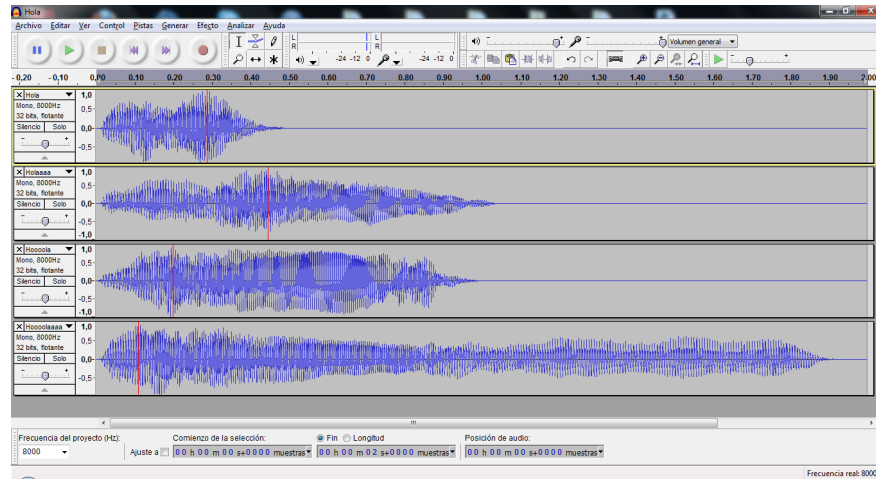 Hola
Archivo Editar Ver Control Pistas Generar Efecto Analizar Ayuda
L R -24 -12 0 L R -24 -12 0
Volumen general
-0,20 -0,10 0,00 0,10 0,20 0,30 0,40 0,50 0,60 0,70 0,80 0,90 1,00 1,10 1,20 1,30 1,40 1,50 1,60 1,70 1,80 1,90 2,00
X Hola 1,0
Mono, 8000Hz 0,5
32 bits, flotante
Silencio Solo 0,0
- + -0,5
X Holaaaa 1,0
Mono, 8000Hz 0,5
32 bits, flotante
Silencio Solo 0,0
- + -0,5
-1,0
X Hoooola 1,0
Mono, 8000Hz 0,5
32 bits, flotante
Silencio Solo 0,0
- + -0,5
-1,0
X Hoooolaaaa 1,0
Mono, 8000Hz 0,5
32 bits, flotante
Silencio Solo 0,0
- + -0,5
Frecuencia del proyecto (Hz): Comienzo de la selección: Fin Longitud Posición de audio:
8000 Ajuste a 00 h 00 m 00 s+0000 muestras 00 h 00 m 02 s+0000 muestras 00 h 00 m 00 s+0000 muestras
Frecuencia real: 8000